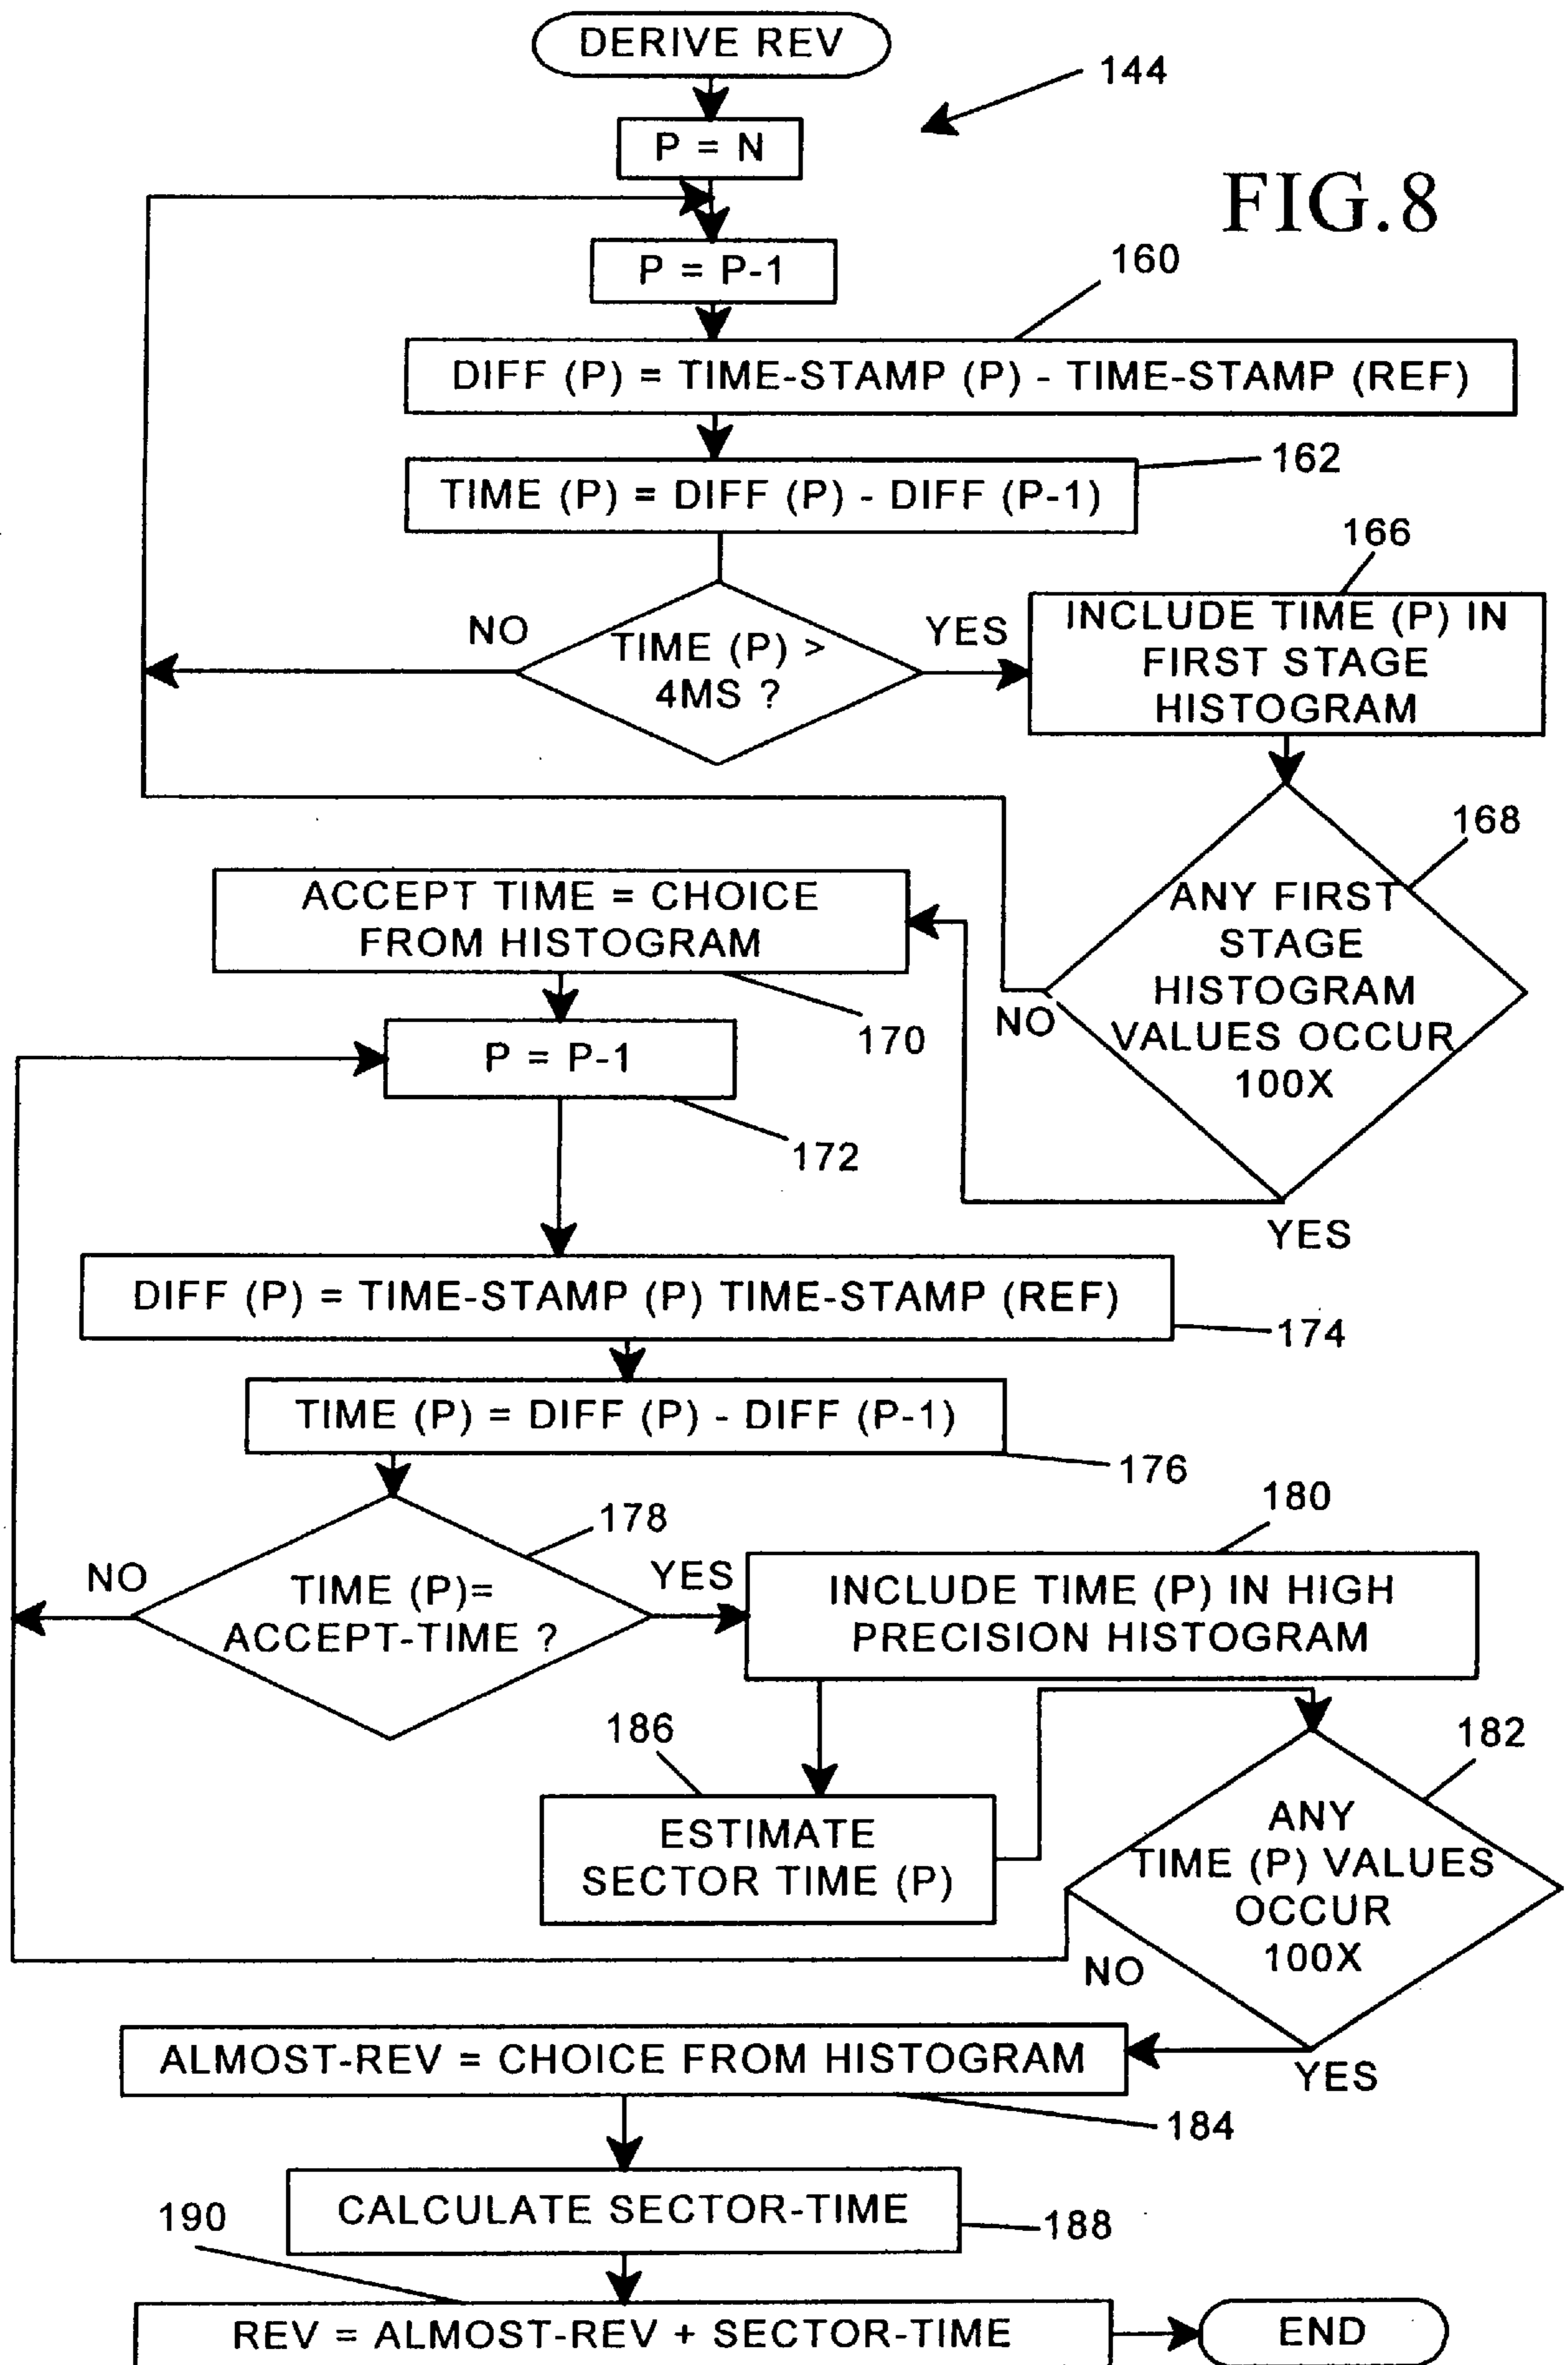 DERIVE REV
144
P = N
FIG.8
P = P-1
160
DIFF (P) = TIME-STAMP (P) - TIME-STAMP (REF)
162
TIME (P) = DIFF (P) - DIFF (P-1)
166
NO
TIME (P) >
4MS ?
YES
INCLUDE TIME (P) IN
FIRST STAGE
HISTOGRAM
168
ANY FIRST
STAGE
HISTOGRAM
VALUES OCCUR
100X
NO
YES
ACCEPT TIME = CHOICE
FROM HISTOGRAM
170
P = P-1
172
DIFF (P) = TIME-STAMP (P) TIME-STAMP (REF)
174
TIME (P) = DIFF (P) - DIFF (P-1)
176
178
NO
TIME (P)=
ACCEPT-TIME ?
YES
180
INCLUDE TIME (P) IN HIGH
PRECISION HISTOGRAM
186
ESTIMATE
SECTOR TIME (P)
182
ANY
TIME (P) VALUES
OCCUR
100X
NO
YES
ALMOST-REV = CHOICE FROM HISTOGRAM
184
CALCULATE SECTOR-TIME
188
190
REV = ALMOST-REV + SECTOR-TIME
END